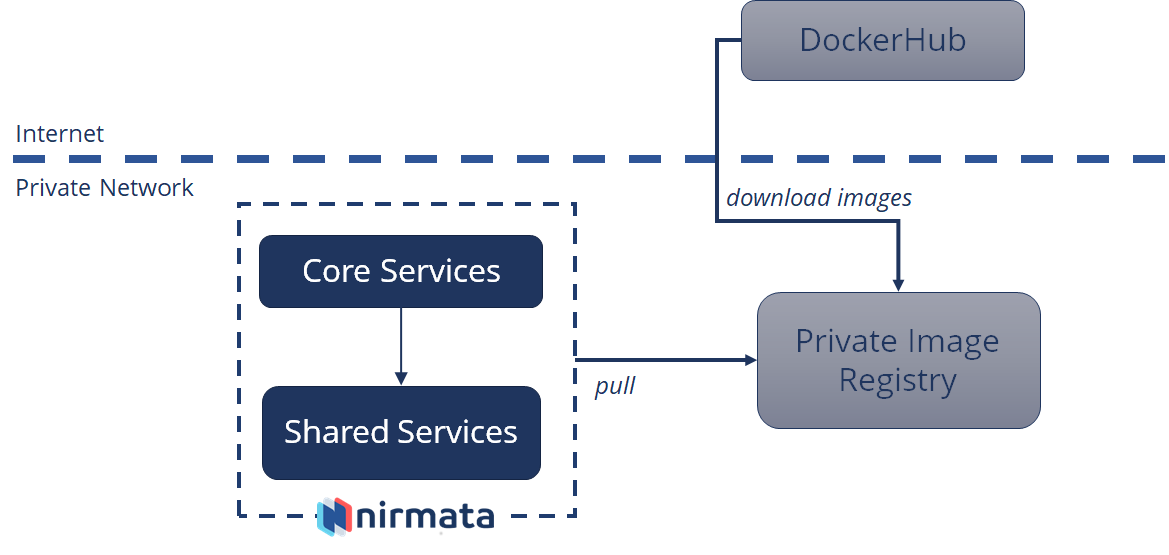 DockerHub
Internet
Private Network
download images
Core Services
Private Image
Registry
pull
Shared Services
nirmata